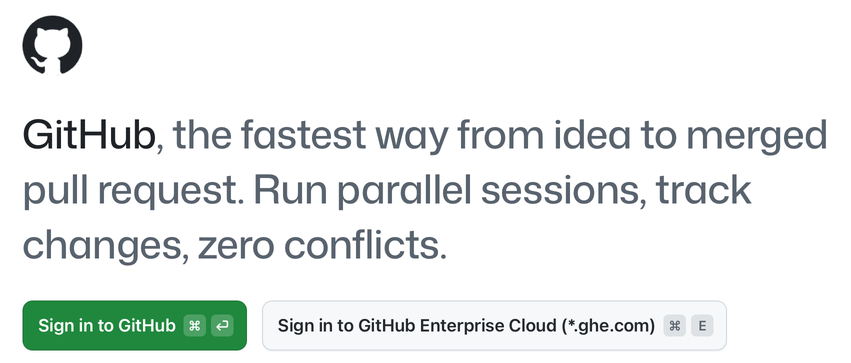 GitHub, the fastest way from idea to merged
pull request. Run parallel sessions, track
changes, zero conflicts.
Sign in to GitHub ⌘ ⏎ Sign in to GitHub Enterprise Cloud (*.ghe.com) ⌘ E